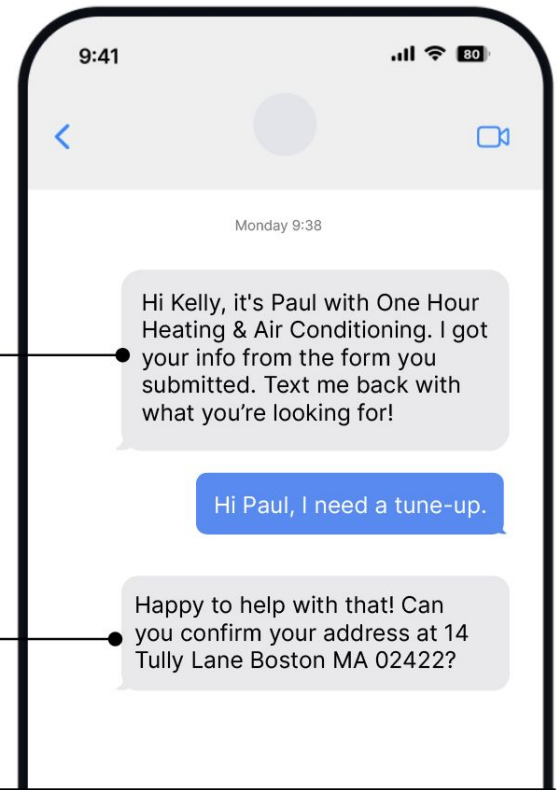 9:41
80
Monday 9:38
Hi Kelly, it's Paul with One Hour
Heating & Air Conditioning. I got
your info from the form you
submitted. Text me back with
what you’re looking for!
Hi Paul, I need a tune-up.
Happy to help with that! Can
you confirm your address at 14
Tully Lane Boston MA 02422?